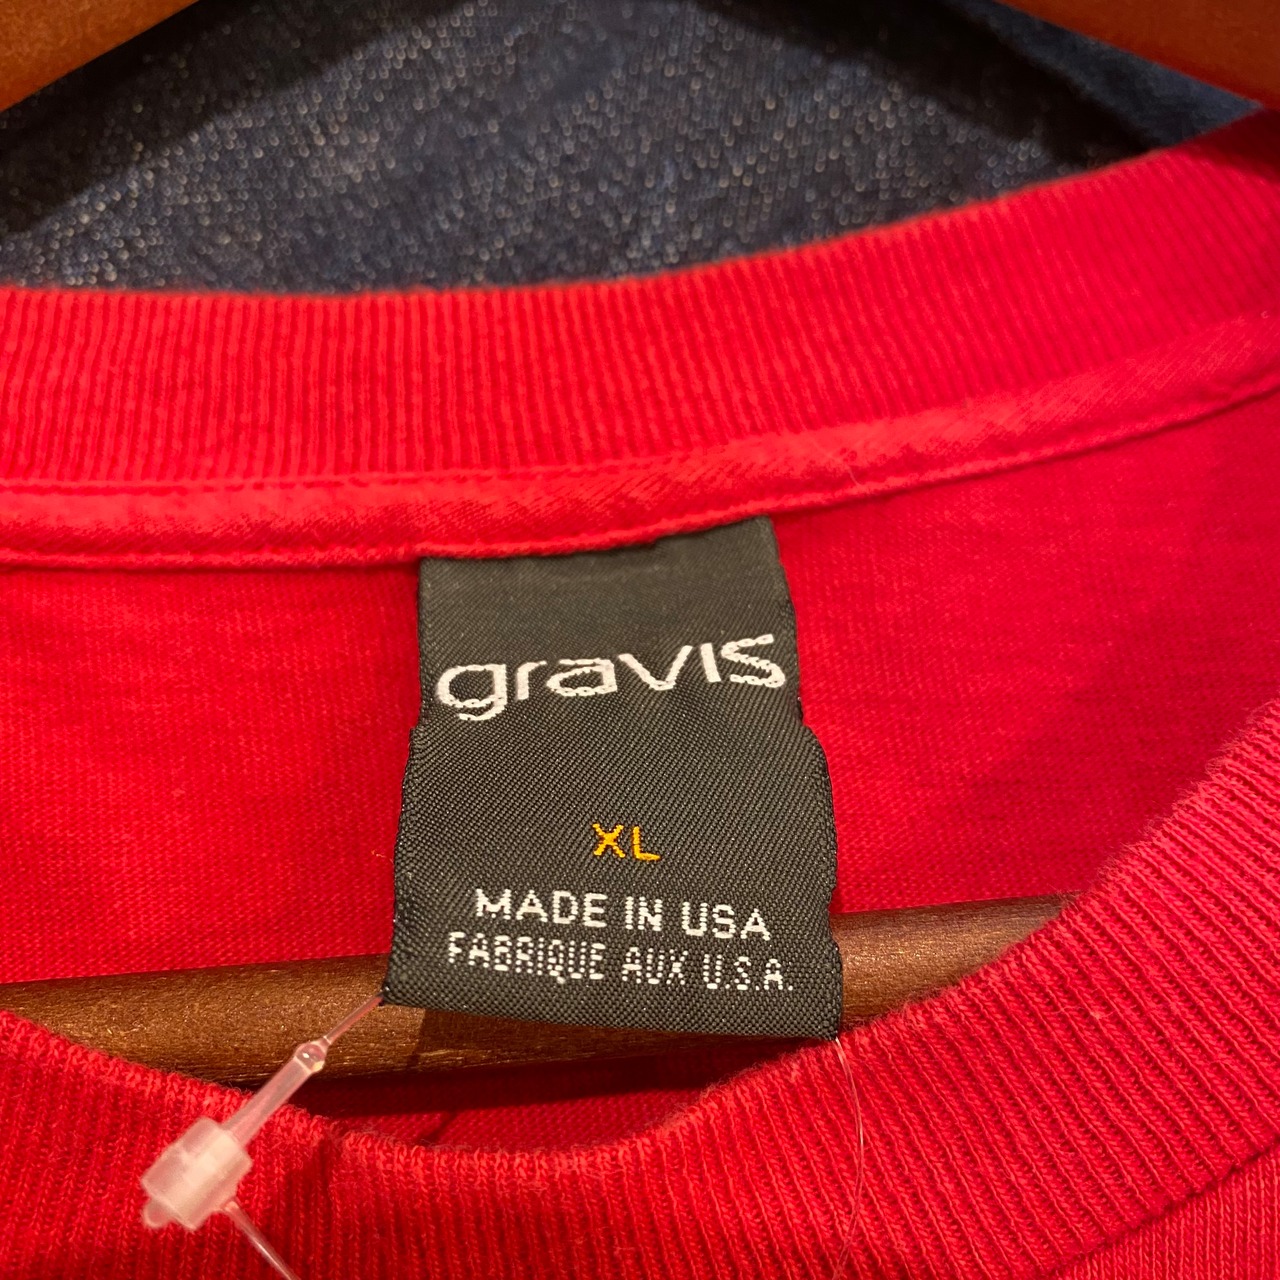 gravis
XL
MADE IN USA
FABRIQUE AUX U.S.A.